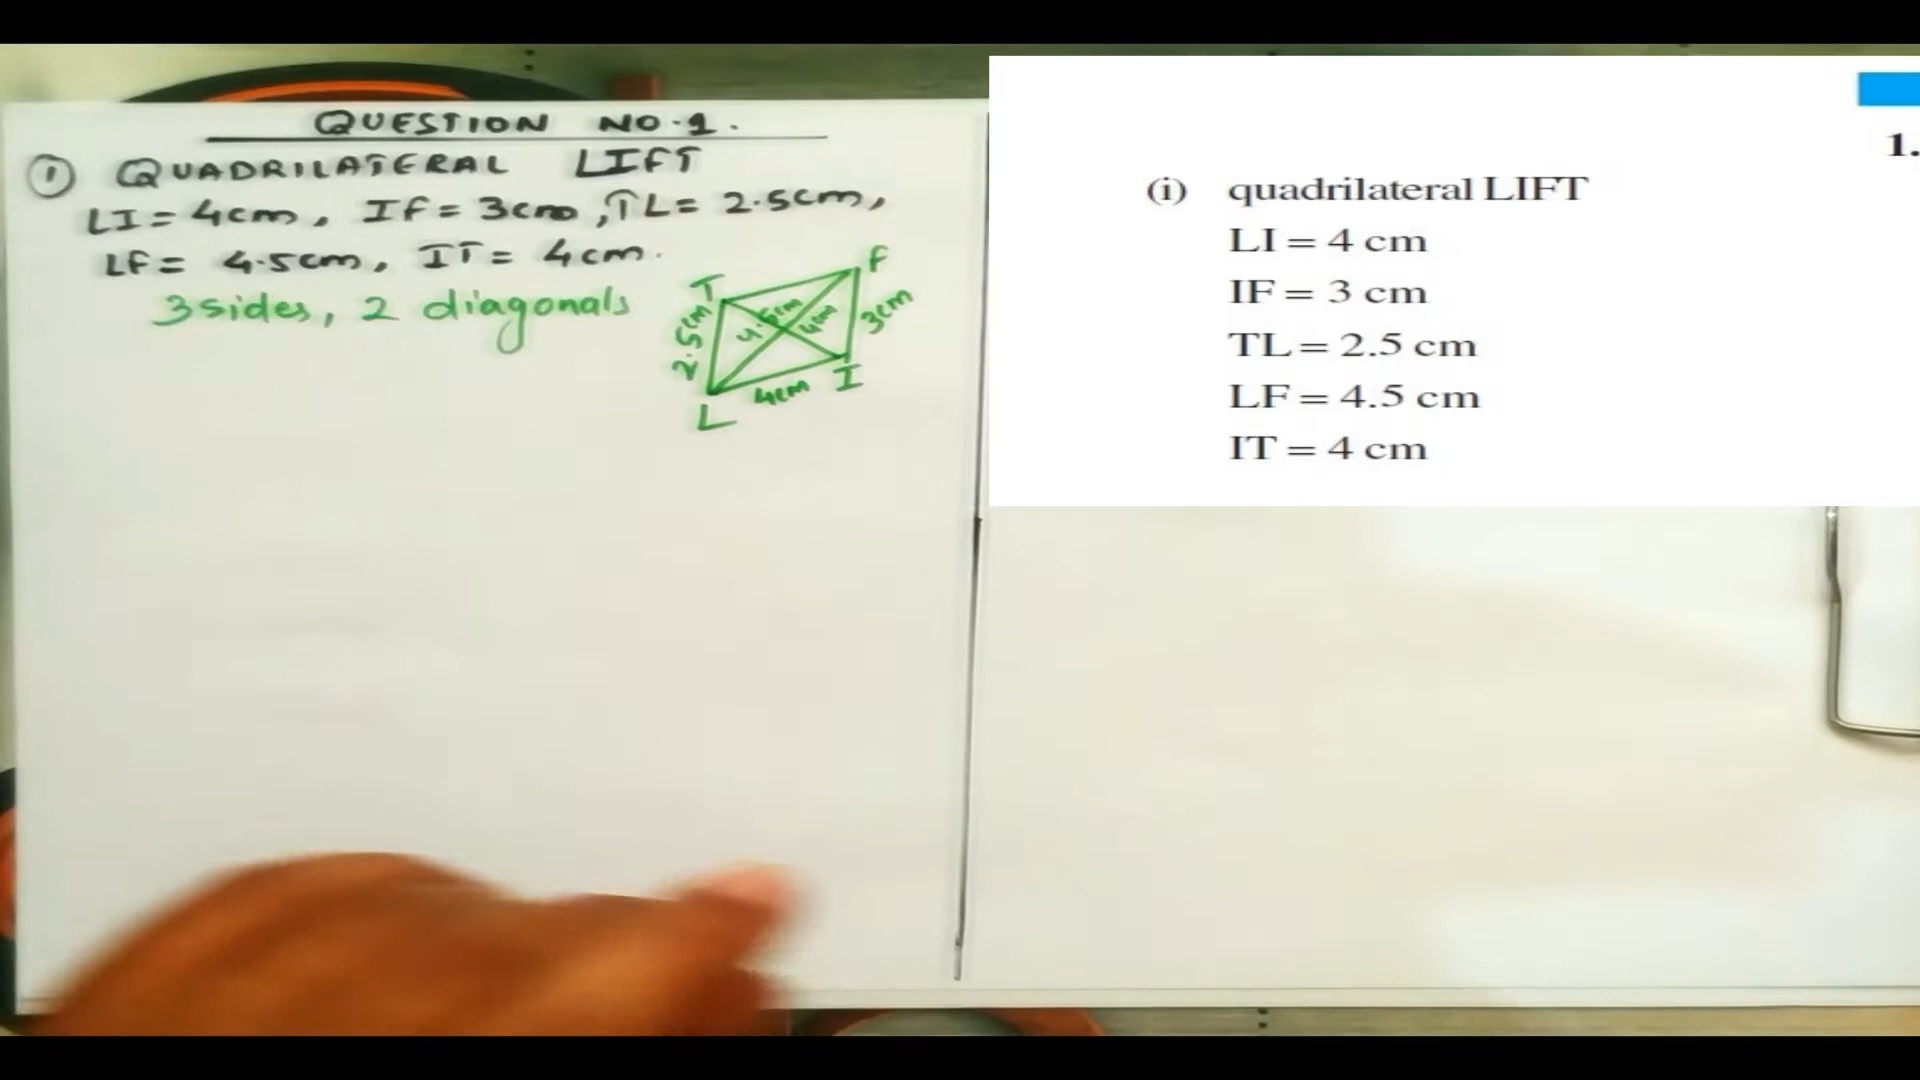 QUESTION NO.1.
① QUADRILATERAL LIFT
LI = 4cm, IF = 3cm, TL = 2.5cm,
LF = 4.5cm, IT = 4cm.
3 sides, 2 diagonals
T
F
2.5cm
4.5cm
4cm
3cm
4cm
I
L
1.
(i) quadrilateral LIFT
LI = 4 cm
IF = 3 cm
TL = 2.5 cm
LF = 4.5 cm
IT = 4 cm